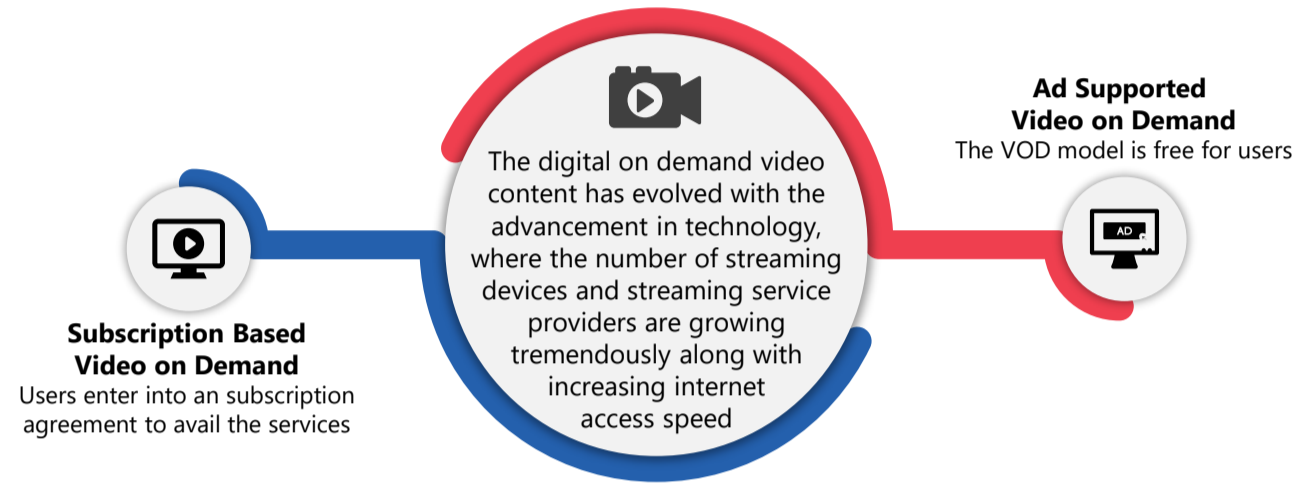 The digital on demand video
content has evolved with the
advancement in technology,
where the number of streaming
devices and streaming service
providers are growing
tremendously along with
increasing internet
access speed
Subscription Based
Video on Demand
Users enter into an subscription
agreement to avail the services
Ad Supported
Video on Demand
The VOD model is free for users
AD